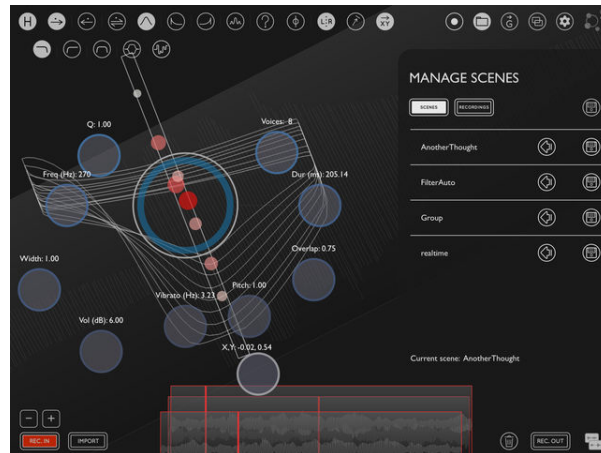 H
L:R
XY
G
MANAGE SCENES
SCENES
RECORDINGS
Q: 1.00
Voices: 8
AnotherThought
Freq (Hz): 270
Dur (ms): 205.14
FilterAuto
Group
Overlap: 0.75
realtime
Width: 1.00
Pitch: 1.00
Vibrato (Hz): 3.23
Vol (dB): 6.00
X,Y: -0.02, 0.54
Current scene: AnotherThought
REC. IN
IMPORT
REC. OUT